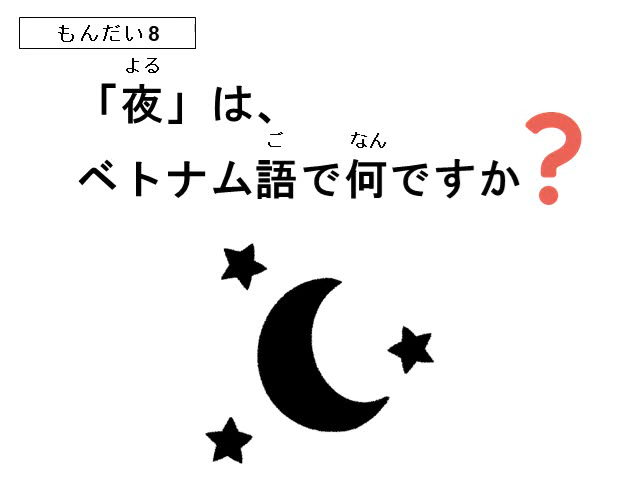 もんだい8
よる
「夜」は、
ご なん
ベトナム語で何ですか?